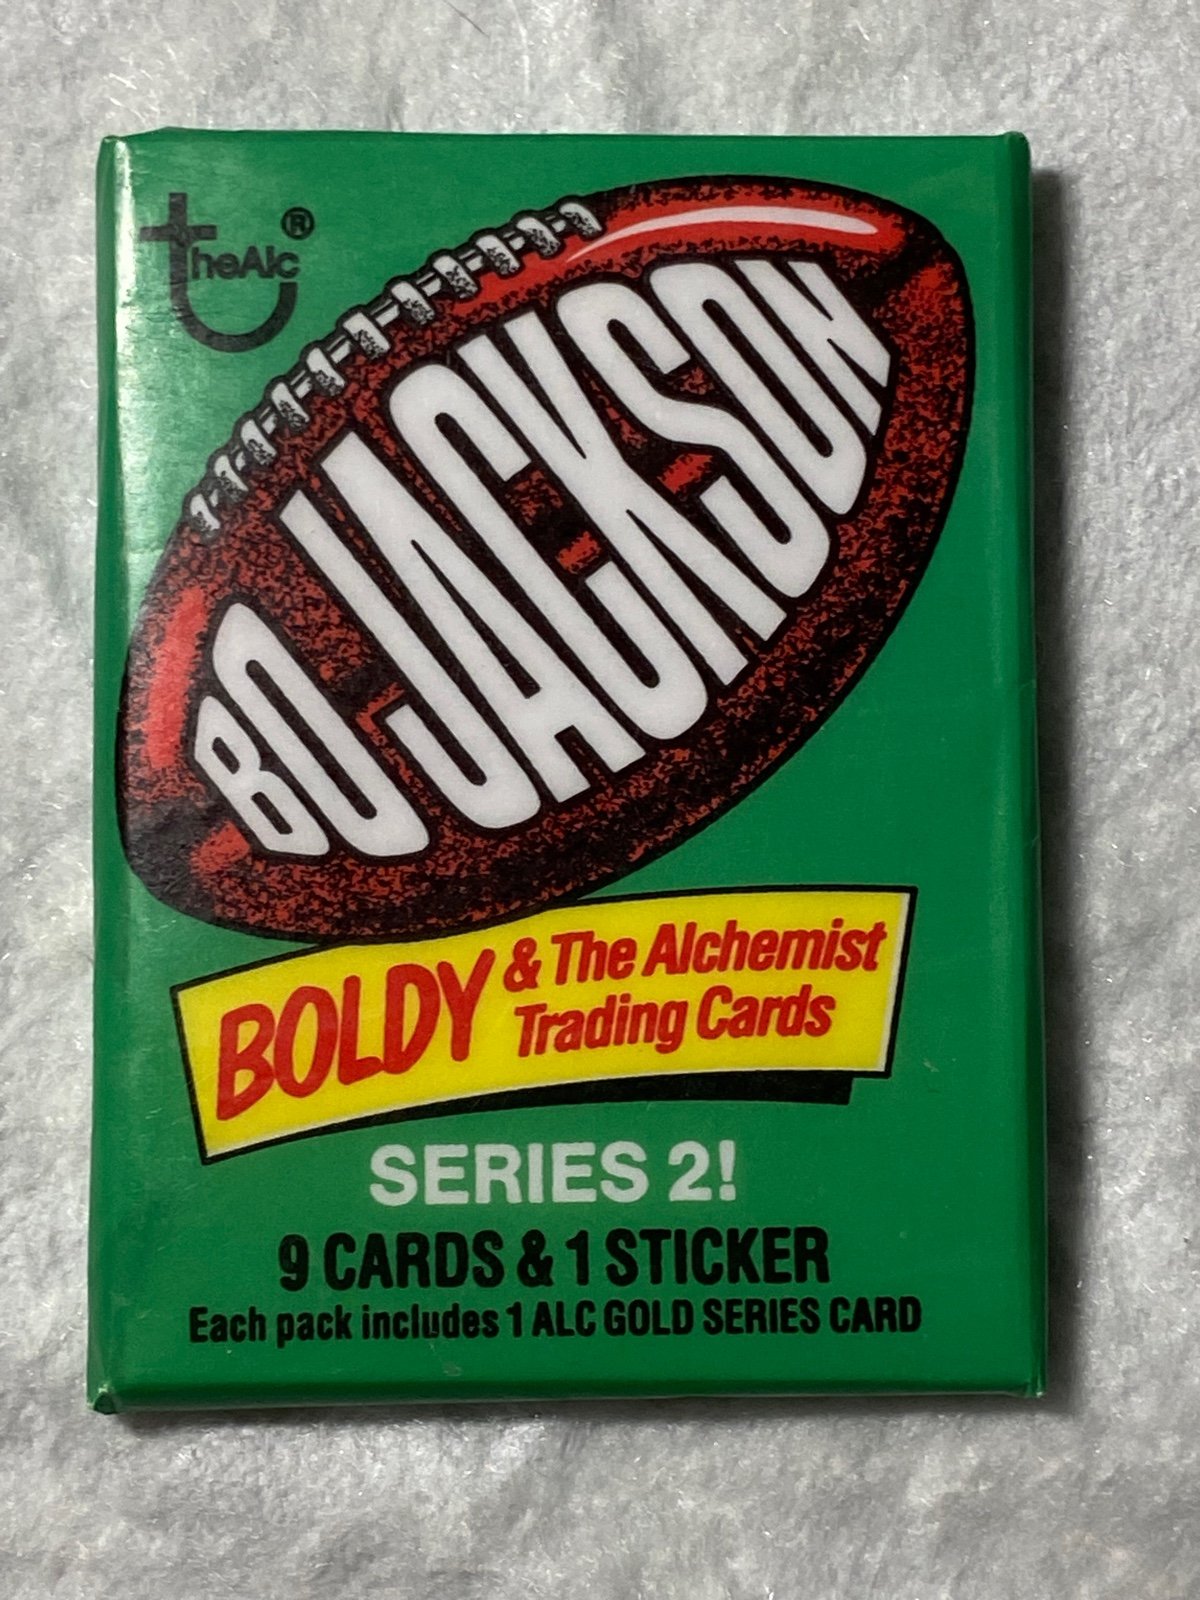 TheAlc®
BO JACKSON
BOLDY & The Alchemist
Trading Cards
SERIES 2!
9 CARDS & 1 STICKER
Each pack includes 1 ALC GOLD SERIES CARD